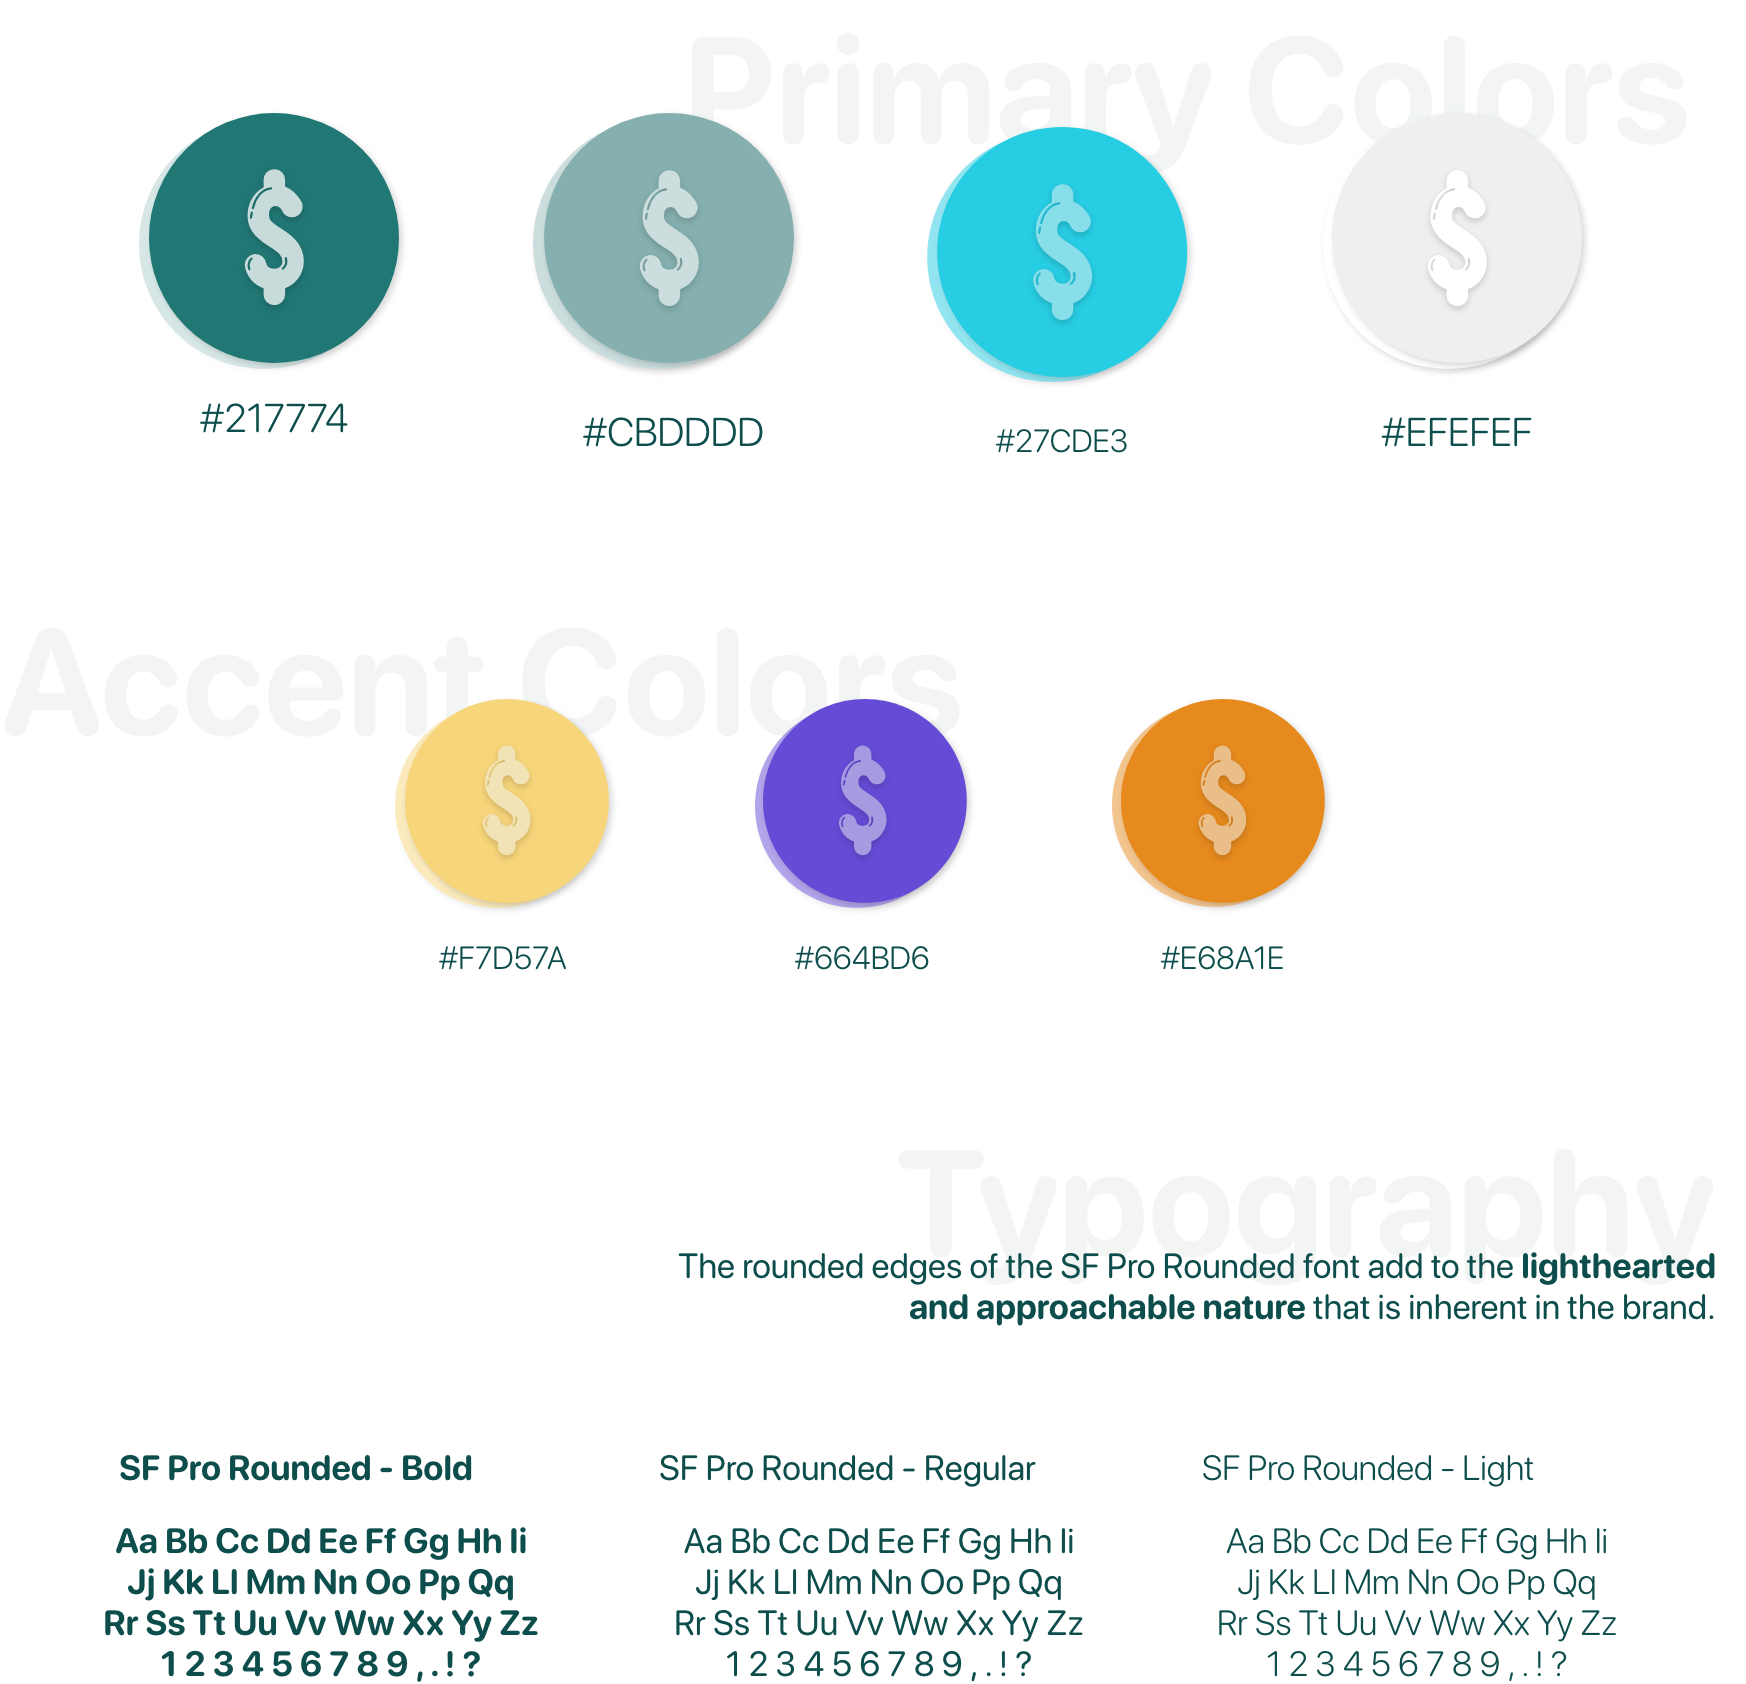 Primary Colors
$ $ $ $
#217774
#CBDDDD
#27CDE3
#EFEFEF
Accent Colors
$ $ $
#F7D57A
#664BD6
#E68A1E
Typography
The rounded edges of the SF Pro Rounded font add to the lighthearted
and approachable nature that is inherent in the brand.
SF Pro Rounded - Bold
Aa Bb Cc Dd Ee Ff Gg Hh Ii
Jj Kk Ll Mm Nn Oo Pp Qq
Rr Ss Tt Uu Vv Ww Xx Yy Zz
1 2 3 4 5 6 7 8 9 , . ! ?
SF Pro Rounded - Regular
Aa Bb Cc Dd Ee Ff Gg Hh Ii
Jj Kk Ll Mm Nn Oo Pp Qq
Rr Ss Tt Uu Vv Ww Xx Yy Zz
1 2 3 4 5 6 7 8 9 , . ! ?
SF Pro Rounded - Light
Aa Bb Cc Dd Ee Ff Gg Hh Ii
Jj Kk Ll Mm Nn Oo Pp Qq
Rr Ss Tt Uu Vv Ww Xx Yy Zz
1 2 3 4 5 6 7 8 9 , . ! ?